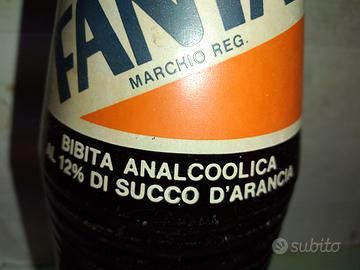 FANTA
MARCHIO REG.
BIBITA ANALCOOLICA
AL 12% DI SUCCO D'ARANCIA
subito